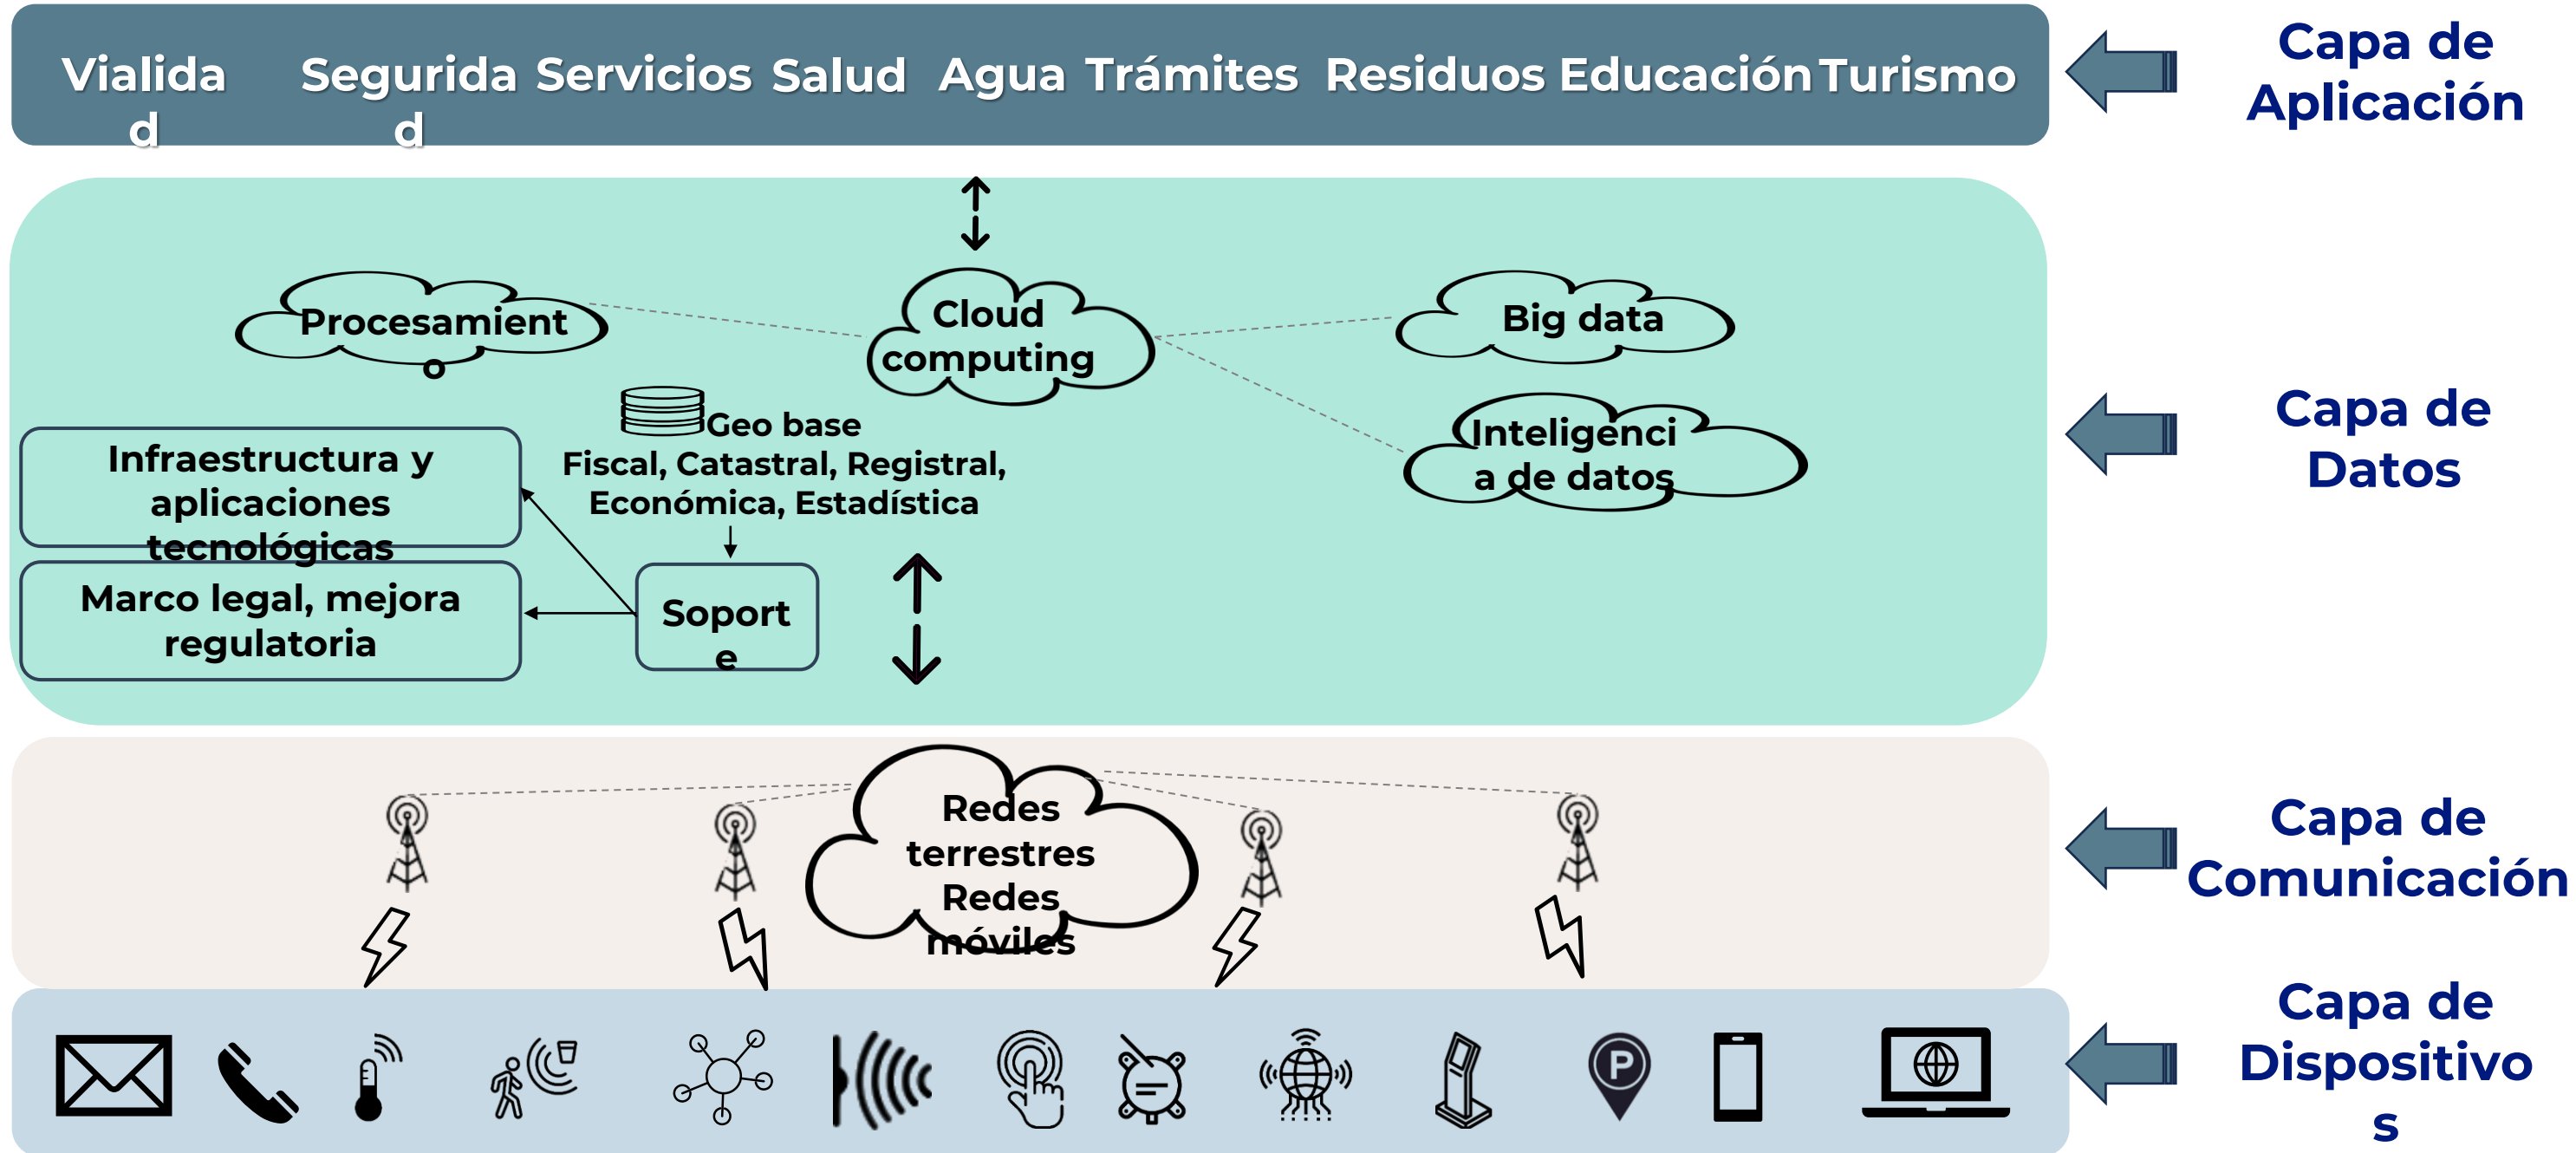 Vialida
d
Segurida
d
Servicios
Salud
Agua
Trámites
Residuos
Educación
Turismo
Capa de
Aplicación
Procesamient
o
Cloud
computing
Big data
Inteligenci
a de datos
Geo base
Fiscal, Catastral, Registral,
Económica, Estadística
Infraestructura y
aplicaciones
tecnológicas
Marco legal, mejora
regulatoria
Soport
e
Capa de
Datos
Redes
terrestres
Redes
móviles
Capa de
Comunicación
P
Capa de
Dispositivo
s